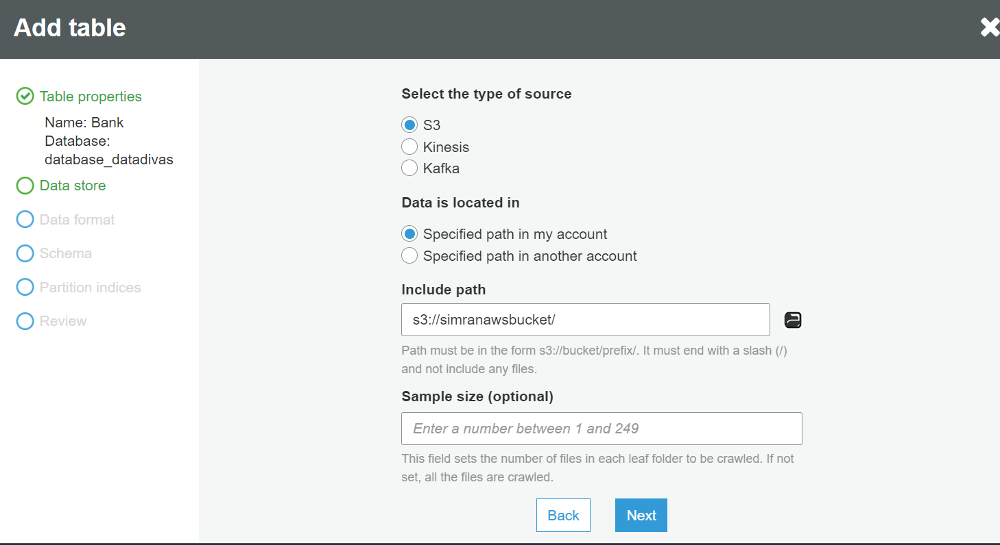 Add table
Table properties
Name: Bank
Database:
database_datadivas
Data store
Data format
Schema
Partition indices
Review
Select the type of source
S3
Kinesis
Kafka
Data is located in
Specified path in my account
Specified path in another account
Include path
s3://simranawsbucket/
Path must be in the form s3://bucket/prefix/. It must end with a slash (/)
and not include any files.
Sample size (optional)
Enter a number between 1 and 249
This field sets the number of files in each leaf folder to be crawled. If not
set, all the files are crawled.
Back
Next